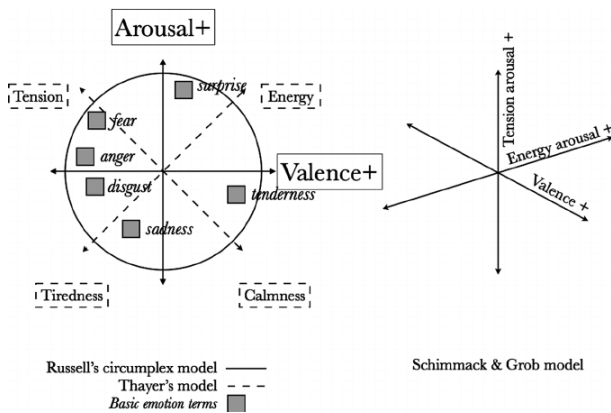 Arousal+
surprise
Tension
Energy
fear
anger
Valence+
disgust
tenderness
sadness
Tiredness
Calmness
Tension arousal +
Energy arousal +
Valence +
Russell's circumplex model
Thayer's model
Basic emotion terms
Schimmack & Grob model